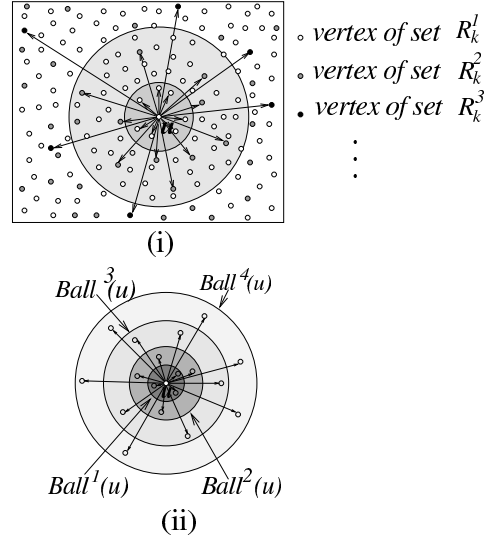 vertex of set R_k^1
vertex of set R_k^2
vertex of set R_k^3
u
(i)
Ball^3(u)
Ball^4(u)
u
Ball^1(u)
Ball^2(u)
(ii)